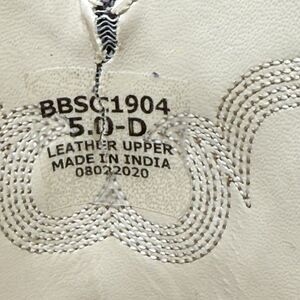 BBSC1904
5.0-D
LEATHER UPPER
MADE IN INDIA
08022020